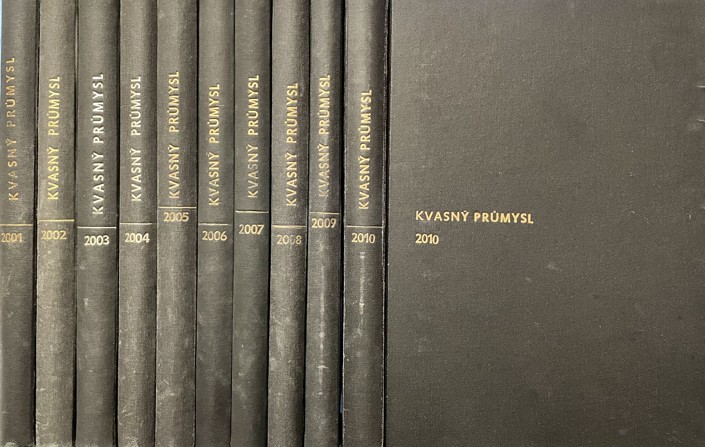 KVASNÝ PRŮMYSL
2001
KVASNÝ PRŮMYSL
2002
KVASNÝ PRŮMYSL
2003
KVASNÝ PRŮMYSL
2004
KVASNÝ PRŮMYSL
2005
KVASNÝ PRŮMYSL
2006
KVASNÝ PRŮMYSL
2007
KVASNÝ PRŮMYSL
2008
KVASNÝ PRŮMYSL
2009
KVASNÝ PRŮMYSL
2010
KVASNÝ PRŮMYSL
2010